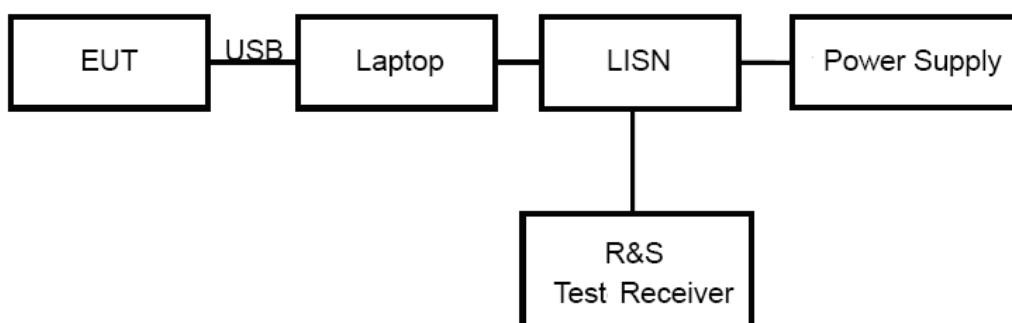 EUT
USB
Laptop
LISN
Power Supply
R&S
Test Receiver